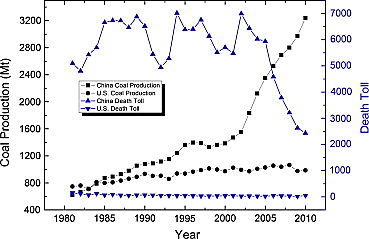 Coal Production (Mt)
3200
2800
2400
2000
1600
1200
800
400
China Coal Production
U.S. Coal Production
China Death Toll
U.S. Death Toll
7000
6000
5000
4000
3000
2000
1000
0
Death Toll
1980 1985 1990 1995 2000 2005 2010
Year